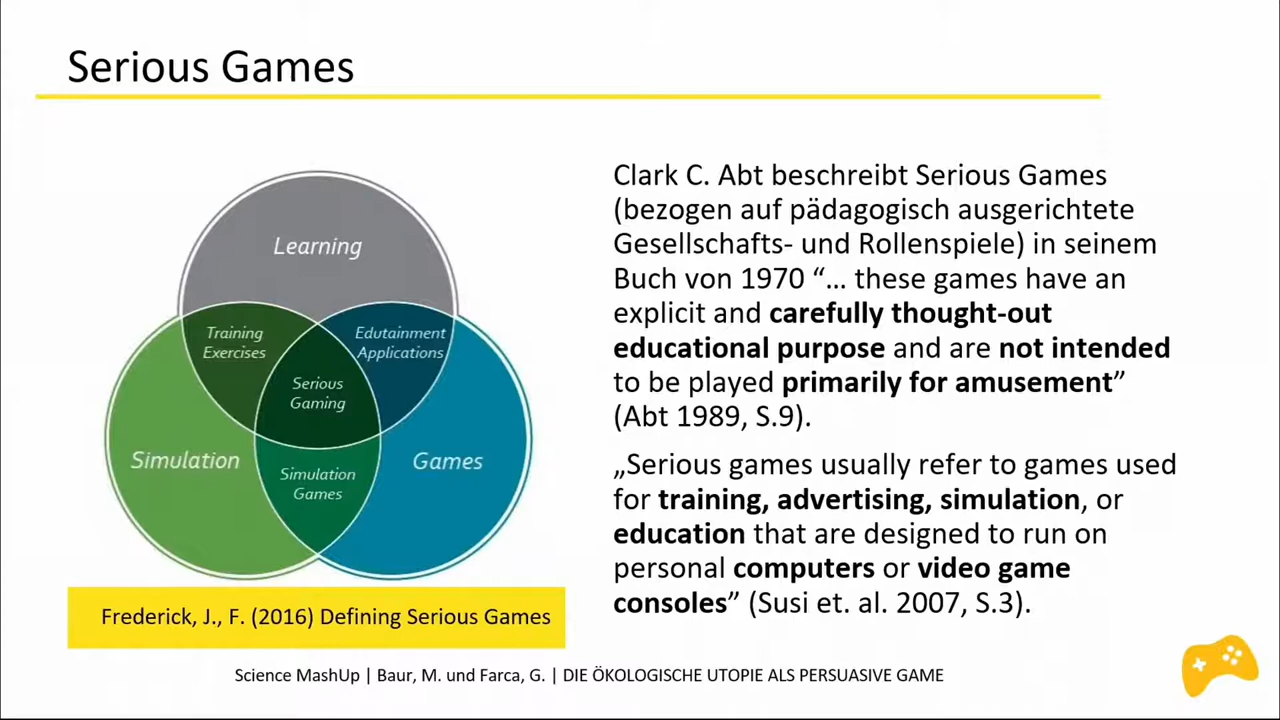 Serious Games
Learning
Training
Exercises
Edutainment
Applications
Serious
Gaming
Simulation
Games
Simulation
Games
Frederick, J., F. (2016) Defining Serious Games
Clark C. Abt beschreibt Serious Games
(bezogen auf pädagogisch ausgerichtete
Gesellschafts- und Rollenspiele) in seinem
Buch von 1970 “... these games have an
explicit and carefully thought-out
educational purpose and are not intended
to be played primarily for amusement”
(Abt 1989, S.9).
„Serious games usually refer to games used
for training, advertising, simulation, or
education that are designed to run on
personal computers or video game
consoles” (Susi et. al. 2007, S.3).
Science MashUp | Baur, M. und Farca, G. | DIE ÖKOLOGISCHE UTOPIE ALS PERSUASIVE GAME